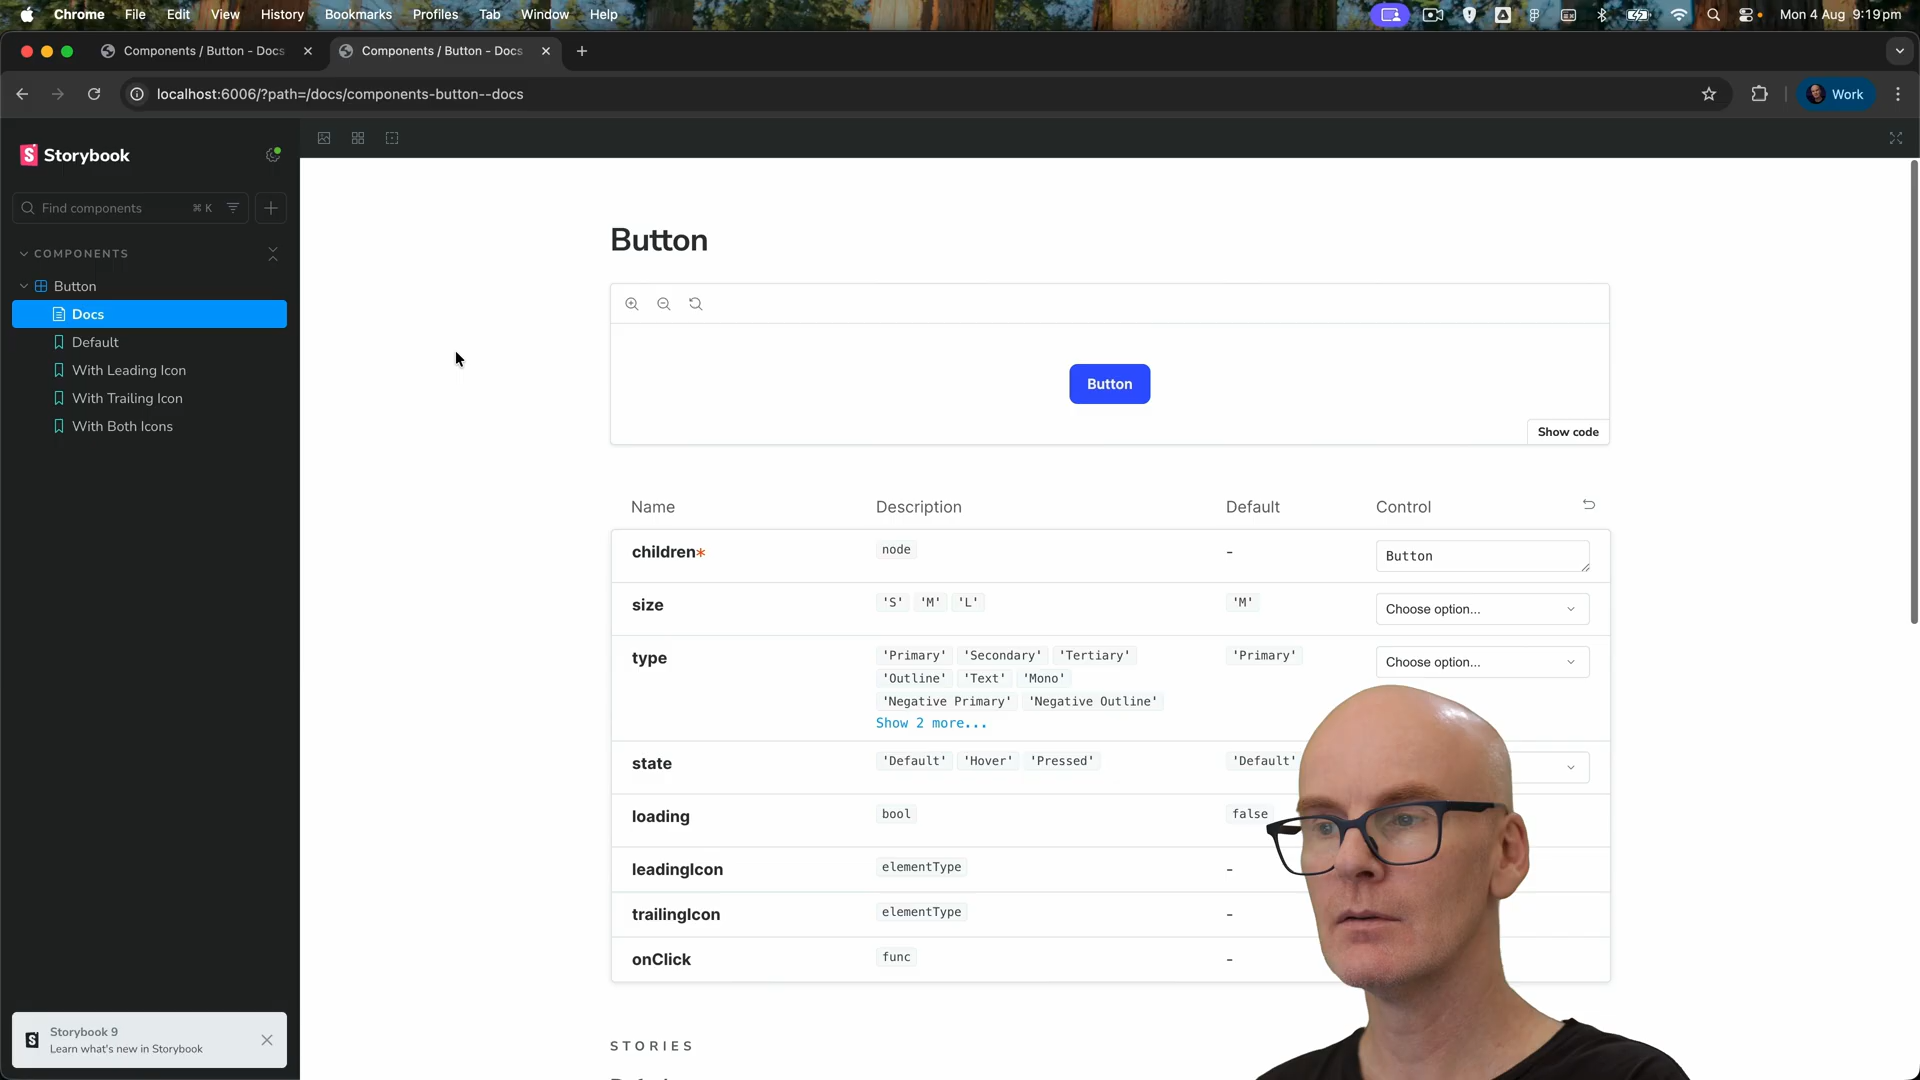 Chrome File Edit View History Bookmarks Profiles Tab Window Help Mon 4 Aug 9:19 pm
Components / Button - Docs
Components / Button - Docs
localhost:6006/?path=/docs/components-button--docs
Work
Storybook
Find components ⌘ K
COMPONENTS
Button
Docs
Default
With Leading Icon
With Trailing Icon
With Both Icons
Storybook 9
Learn what's new in Storybook
Button
Button
Show code
Name Description Default Control
children* node - Button
size 'S' 'M' 'L' 'M' Choose option...
type 'Primary' 'Secondary' 'Tertiary' 'Primary' Choose option...
'Outline' 'Text' 'Mono'
'Negative Primary' 'Negative Outline'
Show 2 more...
state 'Default' 'Hover' 'Pressed' 'Default'
loading bool false
leadingIcon elementType -
trailingIcon elementType -
onClick func -
STORIES